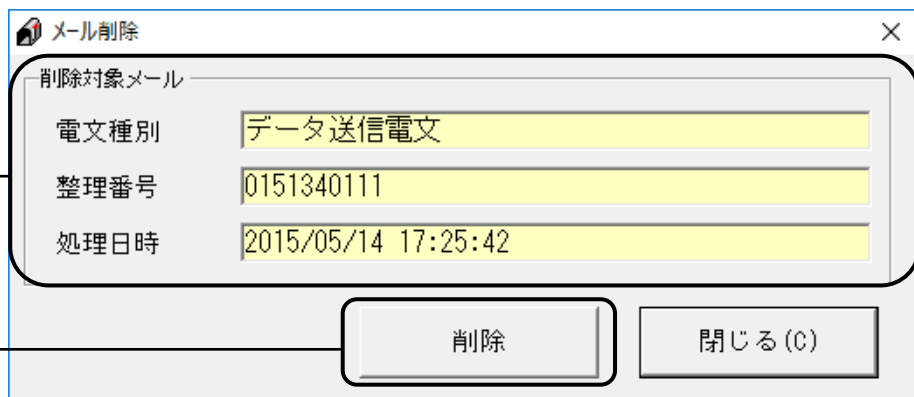 メール削除
削除対象メール
電文種別 データ送信電文
整理番号 0151340111
処理日時 2015/05/14 17:25:42
削除 閉じる(C)